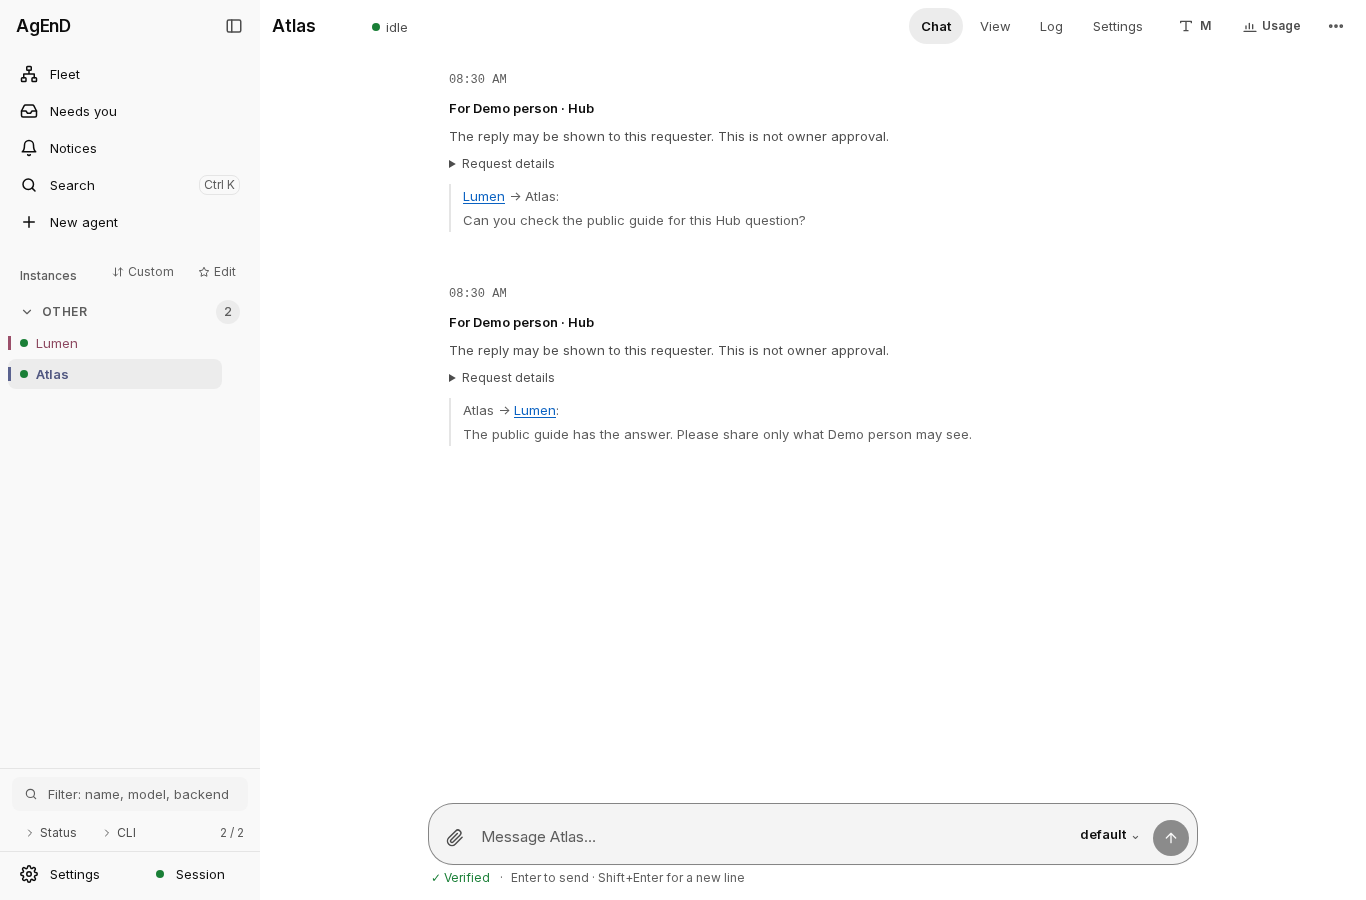 AgEnD
Fleet
Needs you
Notices
Search Ctrl K
New agent
Instances Custom Edit
OTHER 2
Lumen
Atlas
Filter: name, model, backend
Status CLI 2 / 2
Settings Session
Atlas idle Chat View Log Settings M Usage
08:30 AM
For Demo person · Hub
The reply may be shown to this requester. This is not owner approval.
Request details
Lumen → Atlas:
Can you check the public guide for this Hub question?
08:30 AM
For Demo person · Hub
The reply may be shown to this requester. This is not owner approval.
Request details
Atlas → Lumen:
The public guide has the answer. Please share only what Demo person may see.
Message Atlas... default
✓ Verified · Enter to send · Shift+Enter for a new line